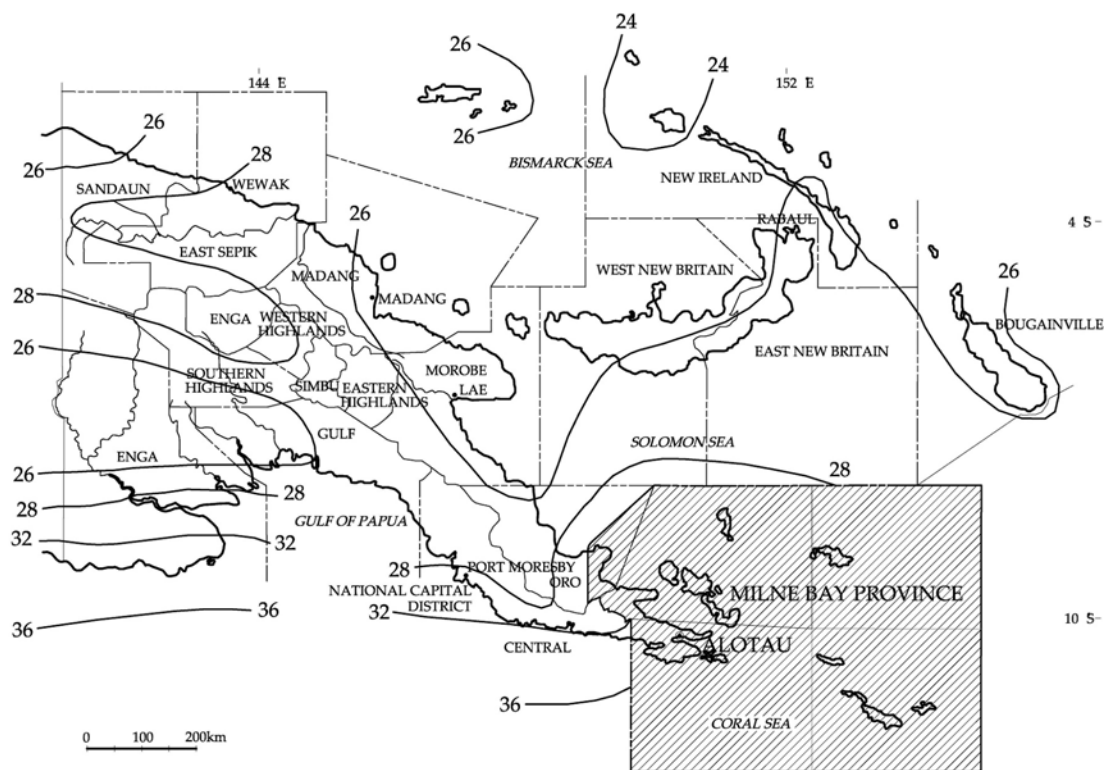 24
26
24
144 E
152 E
26
26
28
26
BISMARCK SEA
SANDAUN
WEWAK
NEW IRELAND
26
RABAUL
4 S
EAST SEPIK
MADANG
WEST NEW BRITAIN
26
28
MADANG
ENGA
WESTERN
HIGHLANDS
BOUGAINVILLE
26
EAST NEW BRITAIN
SOUTHERN
HIGHLANDS
SIMBU
EASTERN
HIGHLANDS
MOROBE
LAE
GULF
SOLOMON SEA
ENGA
26
28
28
28
GULF OF PAPUA
32
32
28
PORT MORESBY
ORO
NATIONAL CAPITAL
DISTRICT
MILNE BAY PROVINCE
32
36
36
10 S
CENTRAL
ALOTAU
36
CORAL SEA
0 100 200km